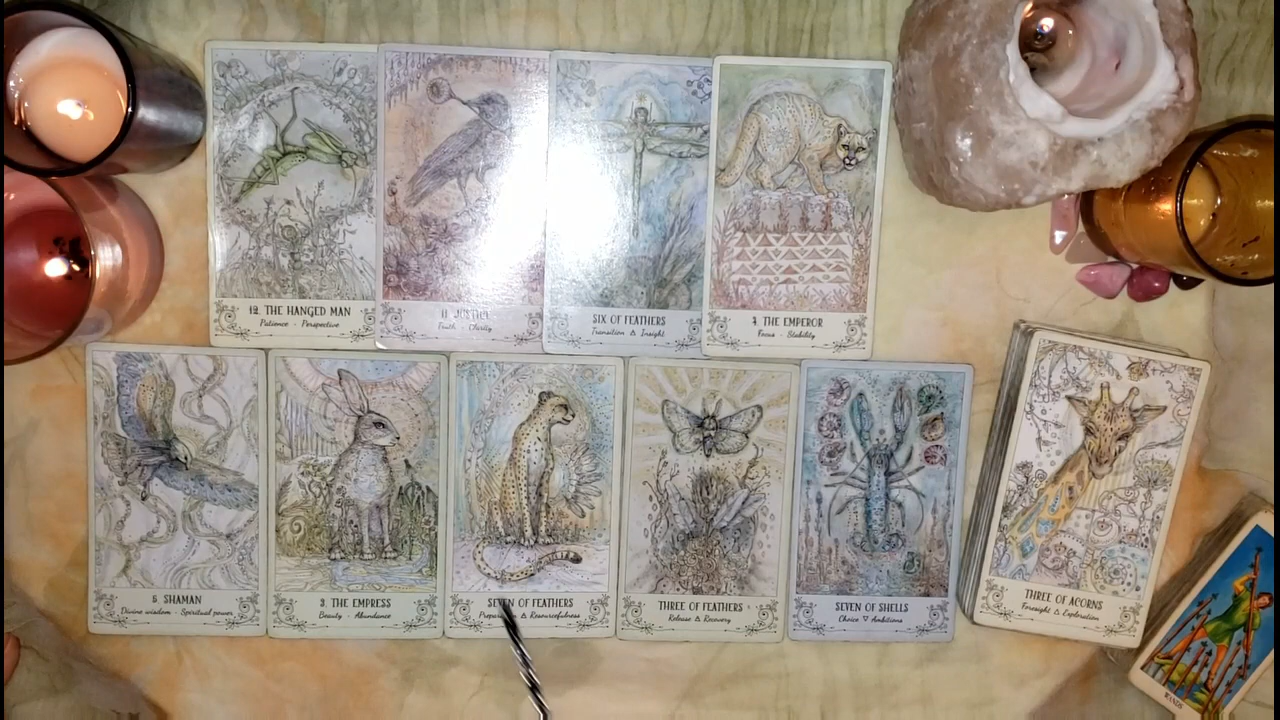 12. THE HANGED MAN
Patience - Perspective
11. JUSTICE
Truth - Clarity
SIX OF FEATHERS
Transition △ Insight
4. THE EMPEROR
Focus - Stability
5. SHAMAN
Divine wisdom - Spiritual power
3. THE EMPRESS
Beauty - Abundance
SEVEN OF FEATHERS
△ Resourcefulness
THREE OF FEATHERS
Release △ Recovery
SEVEN OF SHELLS
Choice ▽ Ambitions
THREE OF ACORNS
Foresight △ Exploration
WANDS